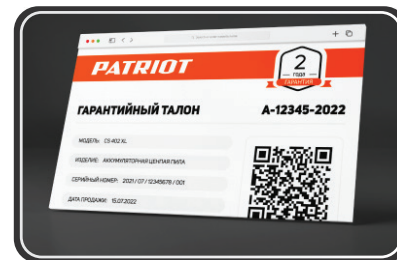 PATRIOT
2
ГОДА
ГАРАНТИЯ
ГАРАНТИЙНЫЙ ТАЛОН
A-12345-2022
МОДЕЛЬ: CS 402 XL
ИЗДЕЛИЕ: АККУМУЛЯТОРНАЯ ЦЕПНАЯ ПИЛА
СЕРИЙНЫЙ НОМЕР: 2021 / 07 / 12345678 / 001
ДАТА ПРОДАЖИ: 15.07.2022